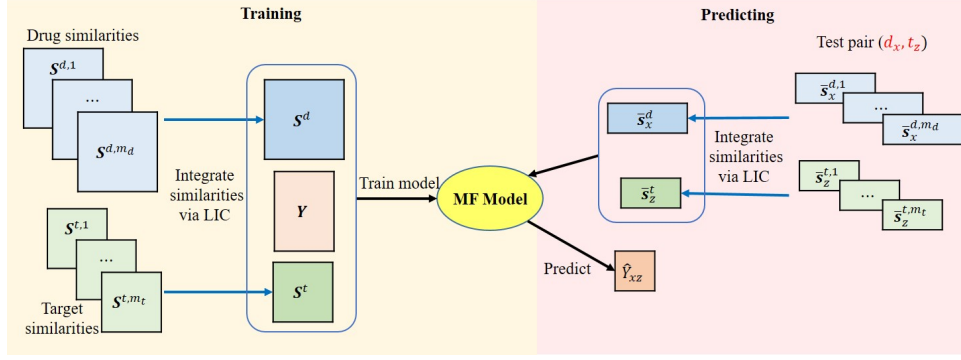 Training
Drug similarities
S^{d,1}
...
S^{d,m_d}
Integrate
similarities
via LIC
S^{t,1}
...
S^{t,m_t}
Target
similarities
S^d
Y
S^t
Train model
MF Model
Predicting
Test pair (d_x, t_z)
s̄_x^{d,1}
...
s̄_x^{d,m_d}
s̄_x^d
Integrate
similarities
via LIC
s̄_z^{t,1}
...
s̄_z^{t,m_t}
s̄_z^t
Predict
Ŷ_{xz}